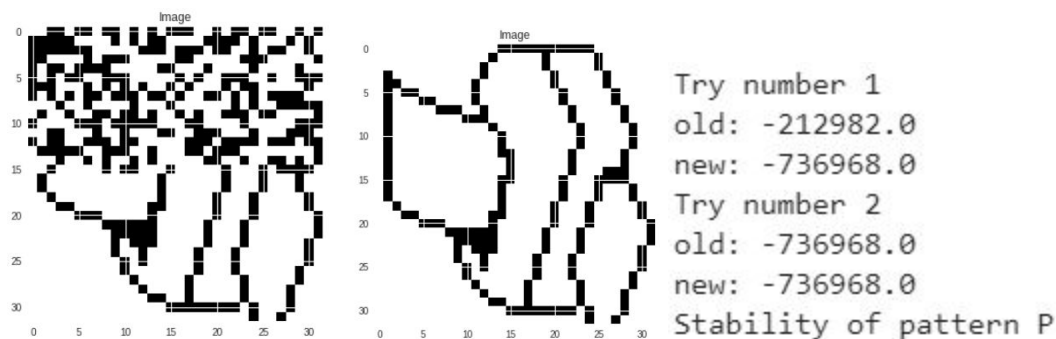 Image
0
5
10
15
20
25
30
0 5 10 15 20 25 30
Image
0
5
10
15
20
25
30
0 5 10 15 20 25 30
Try number 1
old: -212982.0
new: -736968.0
Try number 2
old: -736968.0
new: -736968.0
Stability of pattern P